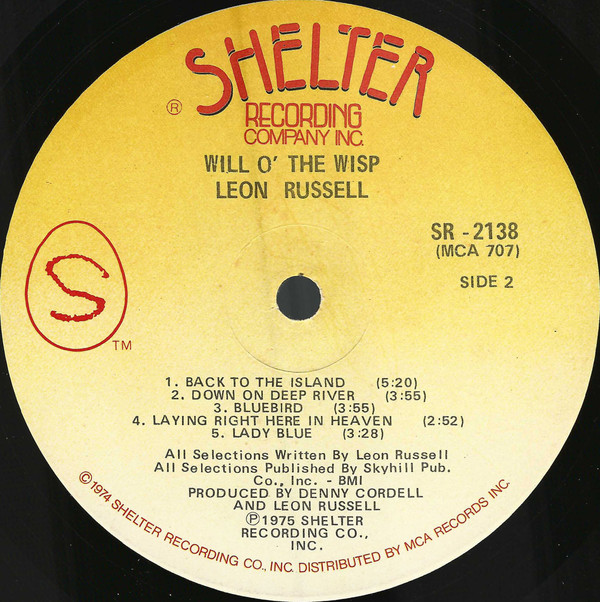 SHELTER
®
RECORDING
COMPANY INC.
WILL O' THE WISP
LEON RUSSELL
SR - 2138
(MCA 707)
SIDE 2
S
TM
1. BACK TO THE ISLAND (5:20)
2. DOWN ON DEEP RIVER (3:55)
3. BLUEBIRD (3:55)
4. LAYING RIGHT HERE IN HEAVEN (2:52)
5. LADY BLUE (3:28)
All Selections Written By Leon Russell
All Selections Published By Skyhill Pub.
Co., Inc. - BMI
PRODUCED BY DENNY CORDELL
AND LEON RUSSELL
℗1975 SHELTER
RECORDING CO.,
INC.
©1974 SHELTER RECORDING CO., INC. DISTRIBUTED BY MCA RECORDS INC.